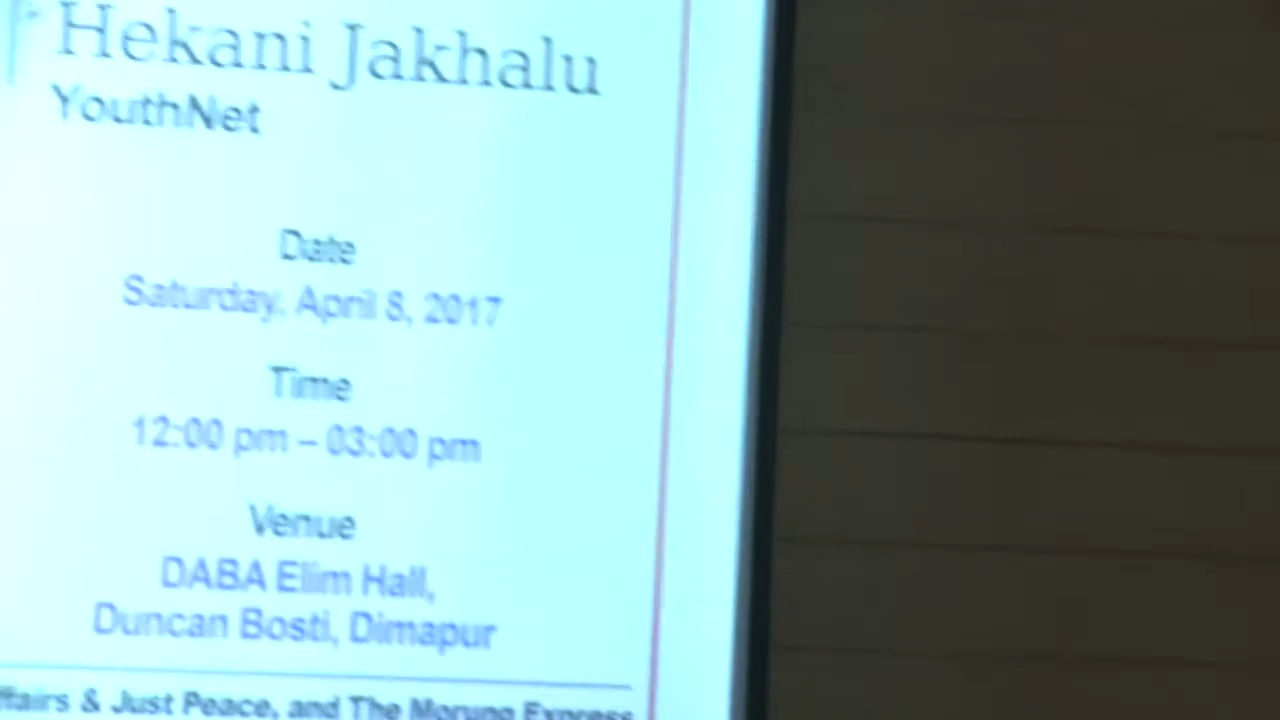 Hekani Jakhalu
YouthNet
Date
Saturday, April 8, 2017
Time
12:00 pm – 03:00 pm
Venue
DABA Elim Hall,
Duncan Bosti, Dimapur
ffairs & Just Peace, and The Morung Express